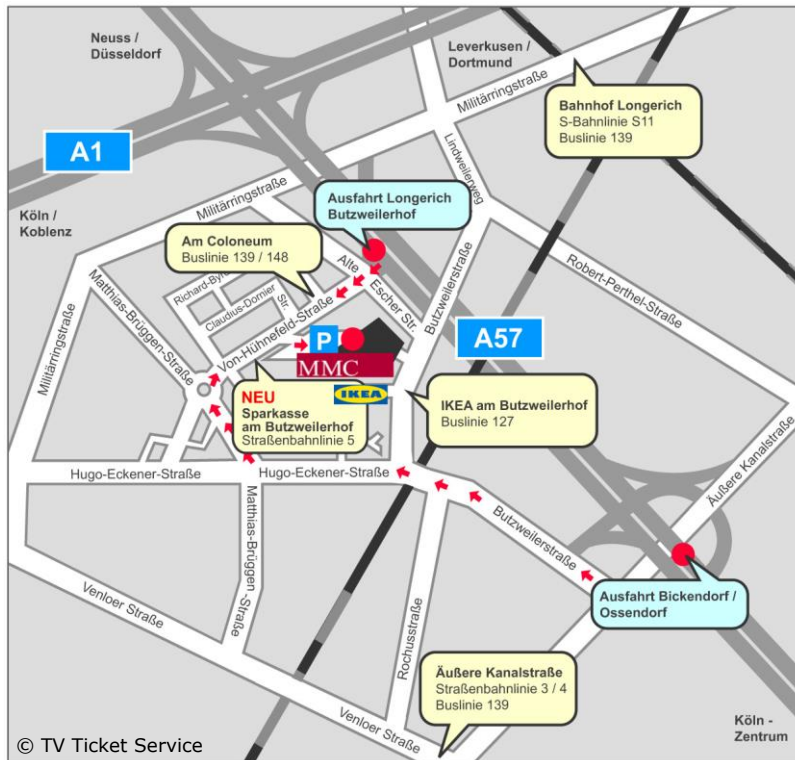 Neuss /
Düsseldorf
Leverkusen /
Dortmund
Militärringstraße
Bahnhof Longerich
S-Bahnlinie S11
Buslinie 139
A1
Lindweilerweg
Ausfahrt Longerich
Butzweilerhof
Militärringstraße
Köln /
Koblenz
Am Coloneum
Buslinie 139 / 148
Alte
Escher Str.
Butzweilerstraße
Robert-Perthel-Straße
Matthias-Brüggen-Straße
Claudius-Dornier
Str.
Von-Hühnefeld-Straße
Militärringstraße
P
A57
MMC
IKEA
NEU
Sparkasse
am Butzweilerhof
Straßenbahnlinie 5
IKEA am Butzweilerhof
Buslinie 127
Äußere Kanalstraße
Hugo-Eckener-Straße
Hugo-Eckener-Straße
Matthias-Brüggen
-Straße
Butzweilerstraße
Venloer Straße
Rochusstraße
Ausfahrt Bickendorf /
Ossendorf
Äußere Kanalstraße
Straßenbahnlinie 3 / 4
Buslinie 139
Venloer Straße
Köln -
Zentrum
© TV Ticket Service